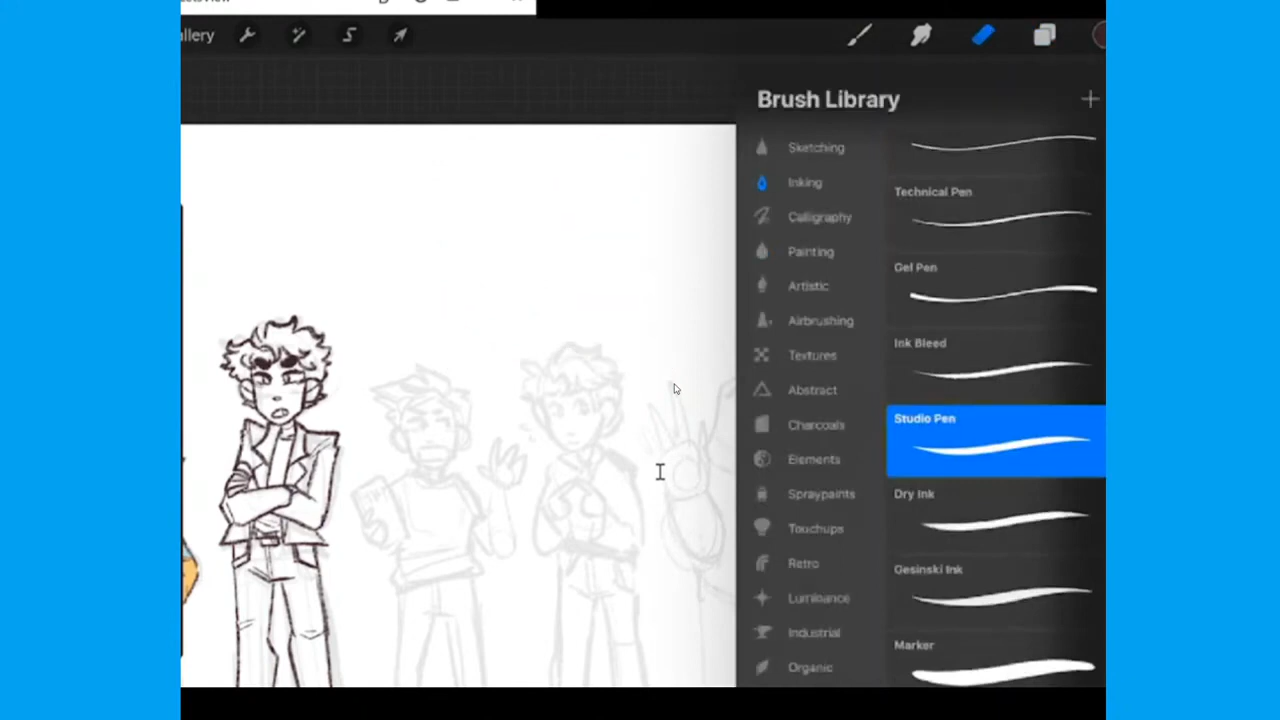 llery
Brush Library
Sketching
Inking
Calligraphy
Painting
Artistic
Airbrushing
Textures
Abstract
Charcoals
Elements
Spraypaints
Touchups
Retro
Luminance
Industrial
Organic
Technical Pen
Gel Pen
Ink Bleed
Studio Pen
Dry Ink
Gesinski Ink
Marker